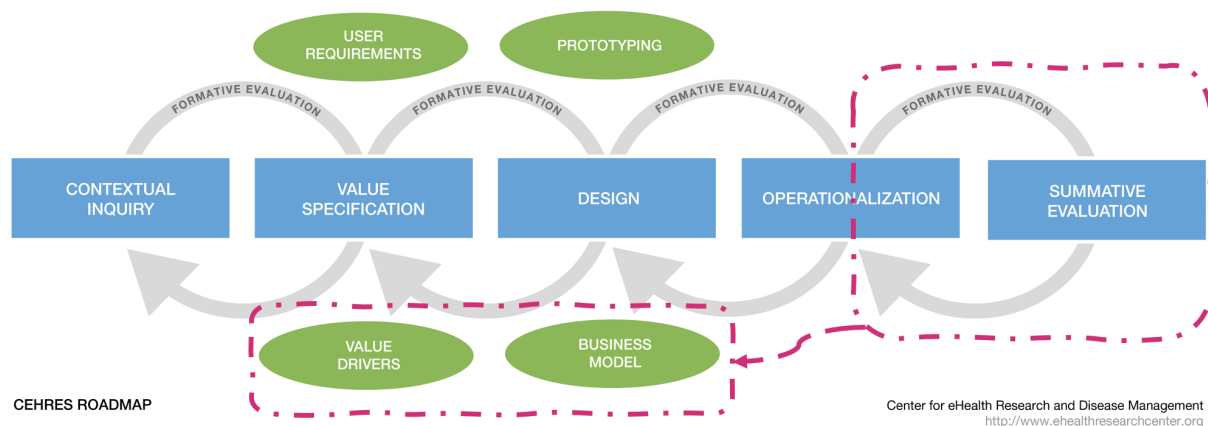 USER
REQUIREMENTS
PROTOTYPING
FORMATIVE EVALUATION
FORMATIVE EVALUATION
FORMATIVE EVALUATION
FORMATIVE EVALUATION
CONTEXTUAL
INQUIRY
VALUE
SPECIFICATION
DESIGN
OPERATIONALIZATION
SUMMATIVE
EVALUATION
VALUE
DRIVERS
BUSINESS
MODEL
CEHRES ROADMAP
Center for eHealth Research and Disease Management
http://www.ehealthresearchcenter.org